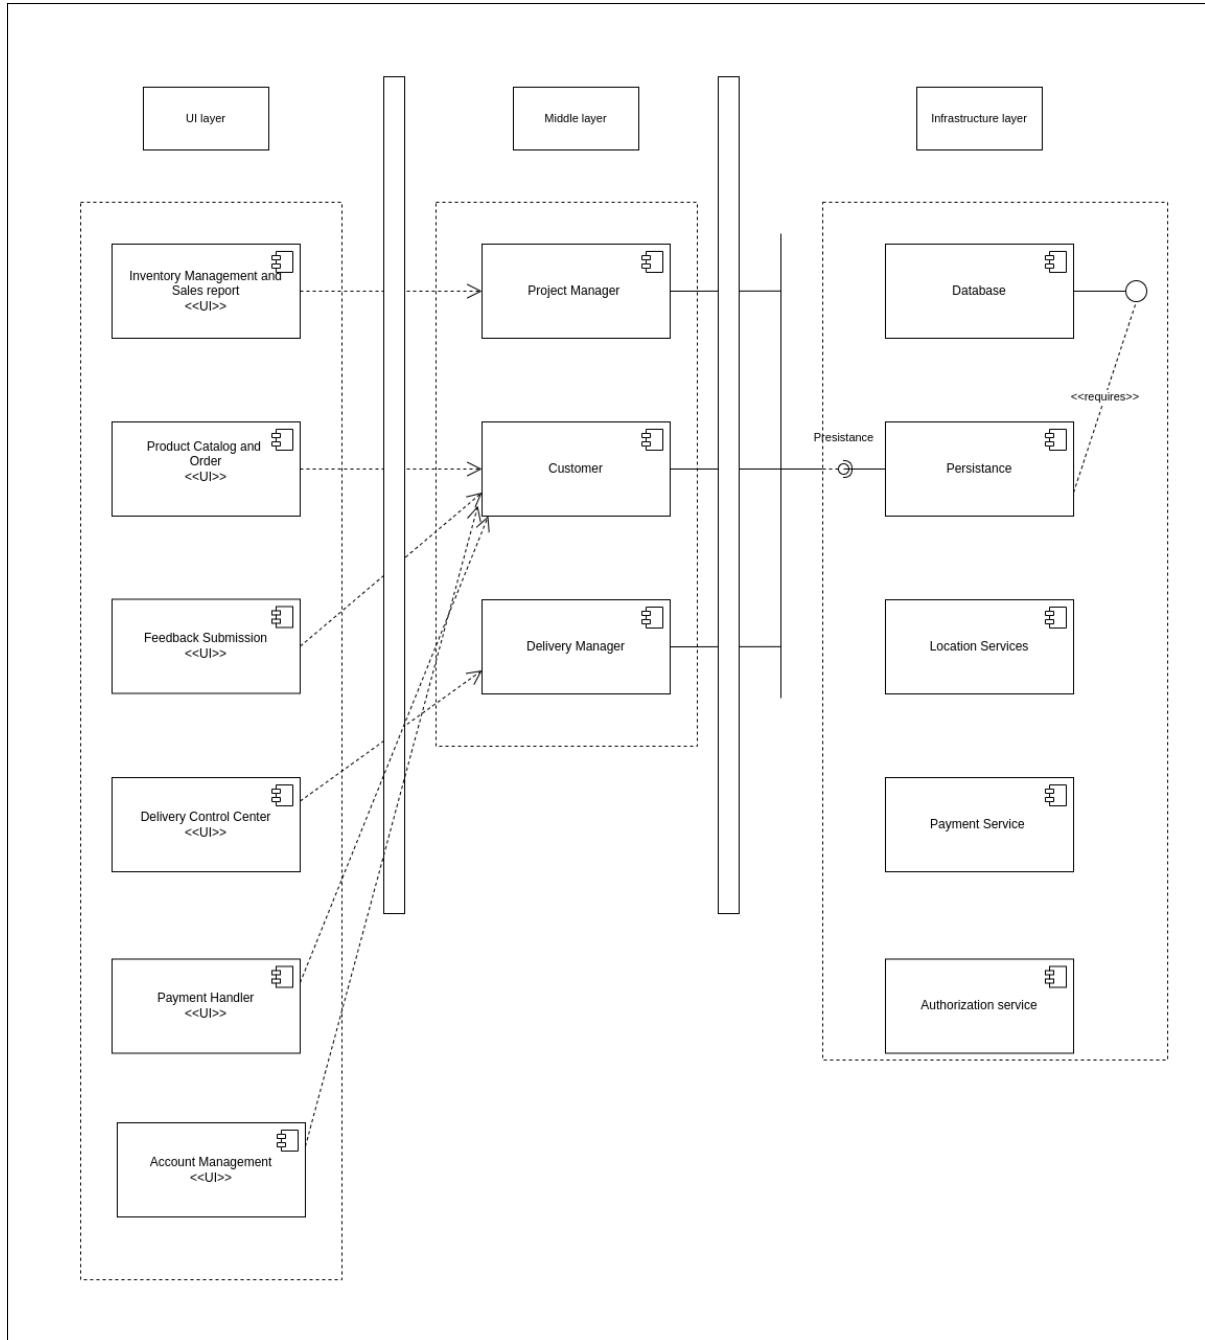 UI layer
Middle layer
Infrastructure layer
Inventory Management and
Sales report
<<UI>>
Project Manager
Database
<<requires>>
Product Catalog and
Order
<<UI>>
Customer
Presistance
Persistance
Feedback Submission
<<UI>>
Delivery Manager
Location Services
Delivery Control Center
<<UI>>
Payment Service
Payment Handler
<<UI>>
Authorization service
Account Management
<<UI>>